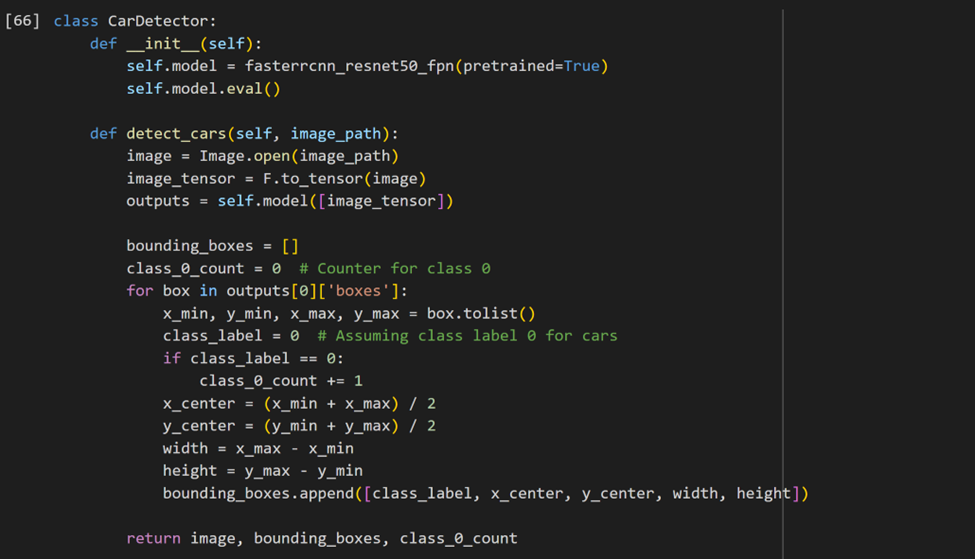 [66] class CarDetector:
    def __init__(self):
        self.model = fasterrcnn_resnet50_fpn(pretrained=True)
        self.model.eval()

    def detect_cars(self, image_path):
        image = Image.open(image_path)
        image_tensor = F.to_tensor(image)
        outputs = self.model([image_tensor])

        bounding_boxes = []
        class_0_count = 0  # Counter for class 0
        for box in outputs[0]['boxes']:
            x_min, y_min, x_max, y_max = box.tolist()
            class_label = 0  # Assuming class label 0 for cars
            if class_label == 0:
                class_0_count += 1
            x_center = (x_min + x_max) / 2
            y_center = (y_min + y_max) / 2
            width = x_max - x_min
            height = y_max - y_min
            bounding_boxes.append([class_label, x_center, y_center, width, height])

        return image, bounding_boxes, class_0_count